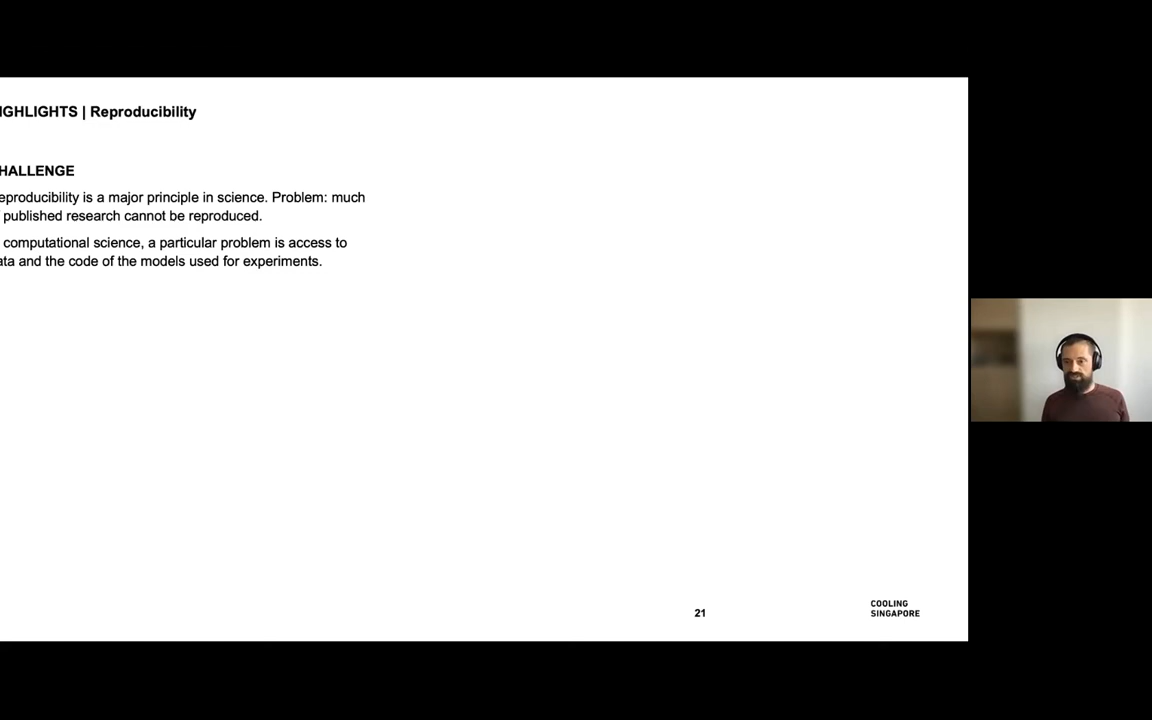 IGHLIGHTS | Reproducibility
HALLENGE
eproducibility is a major principle in science. Problem: much
published research cannot be reproduced.
computational science, a particular problem is access to
ata and the code of the models used for experiments.
21
COOLING
SINGAPORE